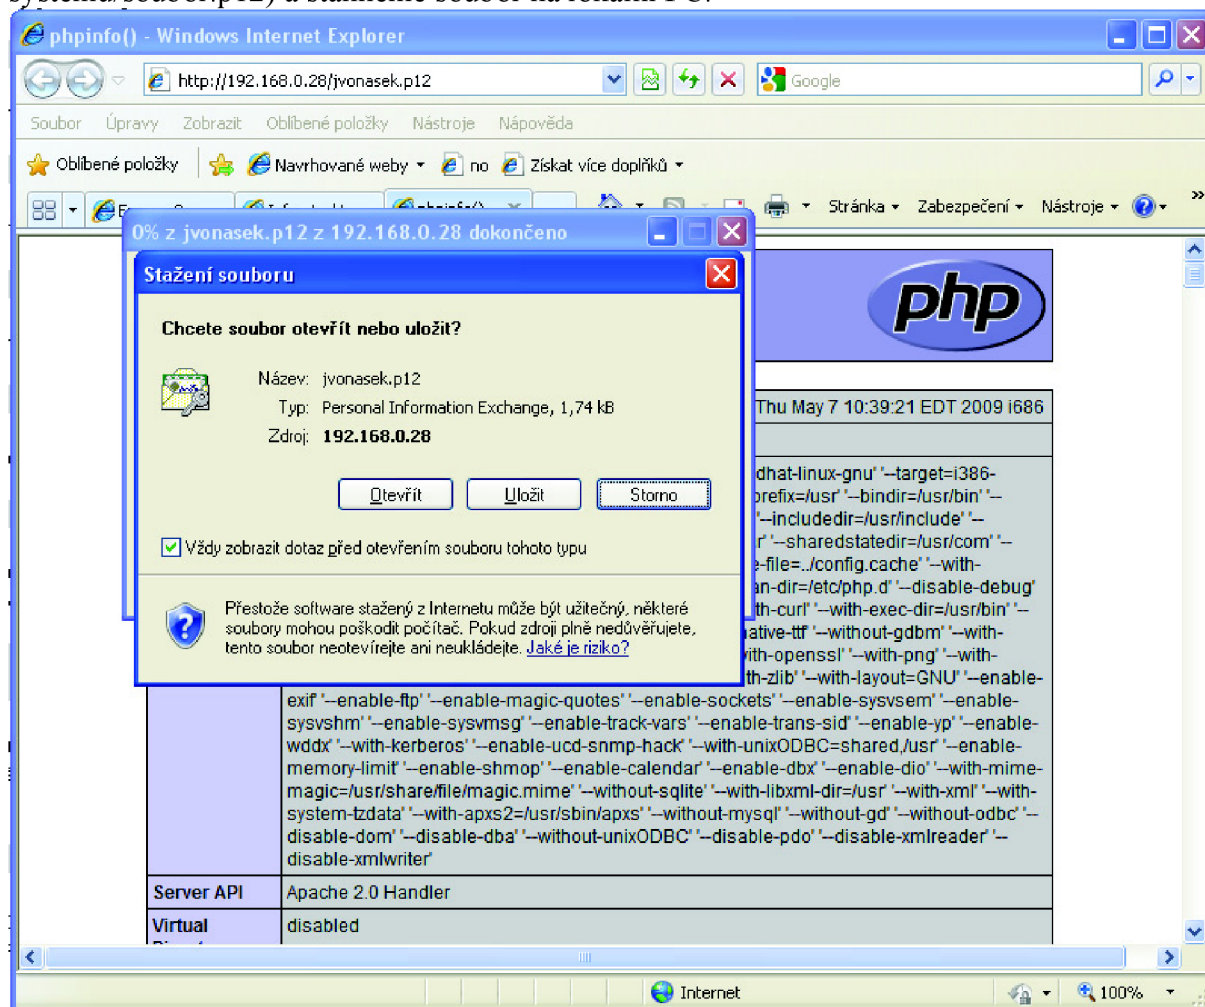 systému/soubor.p12) a stáhneme soubor na lokální PC.
phpinfo() - Windows Internet Explorer
http://192.168.0.28/jvonasek.p12
Google
Soubor Úpravy Zobrazit Oblíbené položky Nástroje Nápověda
Oblíbené položky Navrhované weby no Získat více doplňků
phpinfo() Stránka Zabezpečení Nástroje
0% z jvonasek.p12 z 192.168.0.28 dokončeno
Stažení souboru
Chcete soubor otevřít nebo uložit?
Název: jvonasek.p12
Typ: Personal Information Exchange, 1,74 kB
Zdroj: 192.168.0.28
Otevřít Uložit Storno
Vždy zobrazit dotaz před otevřením souboru tohoto typu
Přestože software stažený z Internetu může být užitečný, některé
soubory mohou poškodit počítač. Pokud zdroji plně nedůvěřujete,
tento soubor neotevírejte ani neukládejte. Jaké je riziko?
php
Thu May 7 10:39:21 EDT 2009 i686
dhat-linux-gnu' '--target=i386-
prefix=/usr' '--bindir=/usr/bin' '--
'--includedir=/usr/include' '--
r' '--sharedstatedir=/usr/com' '--
e-file=../config.cache' '--with-
an-dir=/etc/php.d' '--disable-debug'
th-curl' '--with-exec-dir=/usr/bin' '--
native-ttf' '--without-gdbm' '--with-
with-openssl' '--with-png' '--with-
th-zlib' '--with-layout=GNU' '--enable-
exif' '--enable-ftp' '--enable-magic-quotes' '--enable-sockets' '--enable-sysvsem' '--enable-
sysvshm' '--enable-sysvmsg' '--enable-track-vars' '--enable-trans-sid' '--enable-yp' '--enable-
wddx' '--with-kerberos' '--enable-ucd-snmp-hack' '--with-unixODBC=shared,/usr' '--enable-
memory-limit' '--enable-shmop' '--enable-calendar' '--enable-dbx' '--enable-dio' '--with-mime-
magic=/usr/share/file/magic.mime' '--without-sqlite' '--with-libxml-dir=/usr' '--with-xml' '--with-
system-tzdata' '--with-apxs2=/usr/sbin/apxs' '--without-mysql' '--without-gd' '--without-odbc' '--
disable-dom' '--disable-dba' '--without-unixODBC' '--disable-pdo' '--disable-xmlreader' '--
disable-xmlwriter'
Server API Apache 2.0 Handler
Virtual disabled
Internet 100%